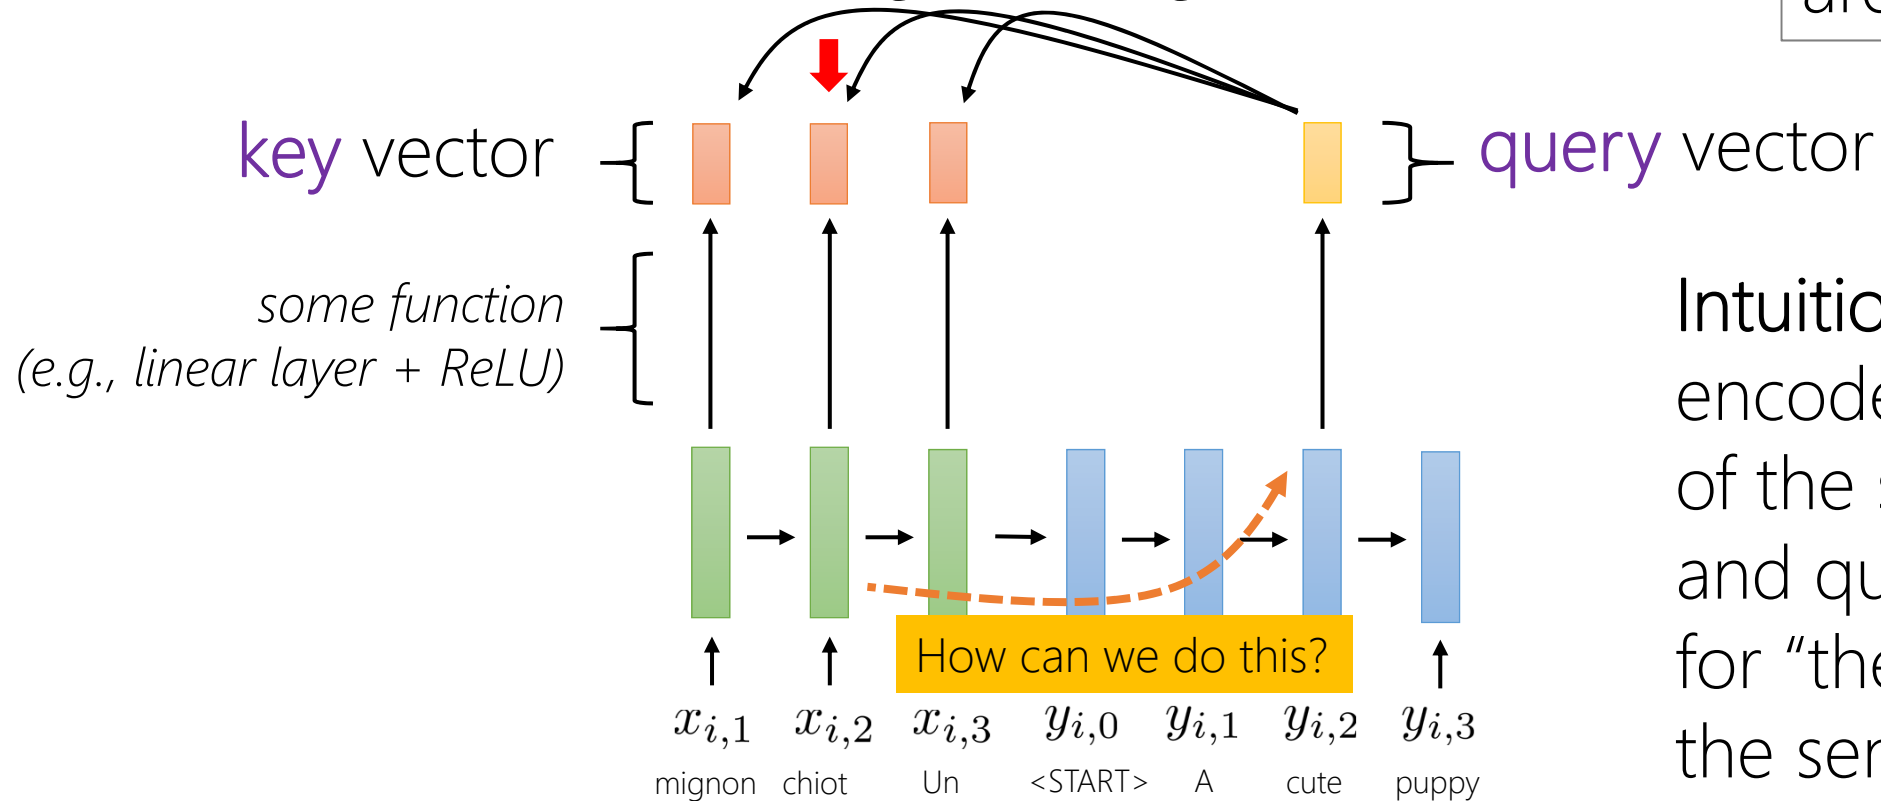 arc
key vector
query vector
some function
(e.g., linear layer + ReLU)
Intuitio
encode
of the s
and qu
for “the
the sen
How can we do this?
x_{i,1} x_{i,2} x_{i,3} y_{i,0} y_{i,1} y_{i,2} y_{i,3}
mignon chiot Un <START> A cute puppy